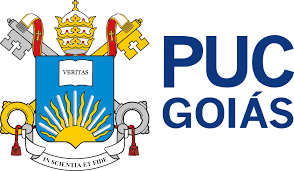 VERITAS
IN SCIENTIA ET FIDE
PUC
GOIÁS